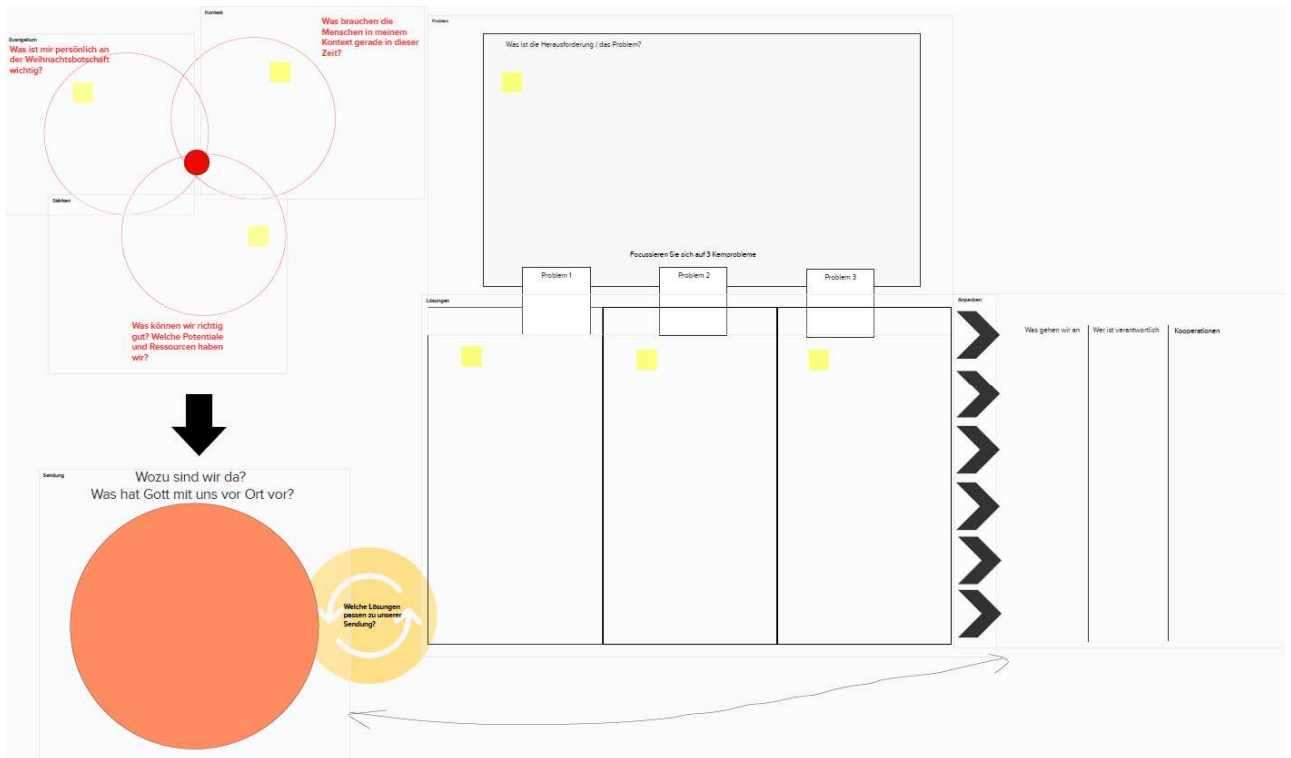 Evangelium
Was ist mir persönlich an
der Weihnachtsbotschaft
wichtig?
Kontext
Was brauchen die
Menschen in meinem
Kontext gerade in dieser
Zeit?
Stärken
Was können wir richtig
gut? Welche Potentiale
und Ressourcen haben
wir?
Sendung
Wozu sind wir da?
Was hat Gott mit uns vor Ort vor?
Welche Lösungen
passen zu unserer
Sendung?
Problem
Was ist die Herausforderung / das Problem?
Focussieren Sie sich auf 3 Kernprobleme
Problem 1
Problem 2
Problem 3
Lösungen
Anpacken
Was gehen wir an
Wer ist verantwortlich
Kooperationen